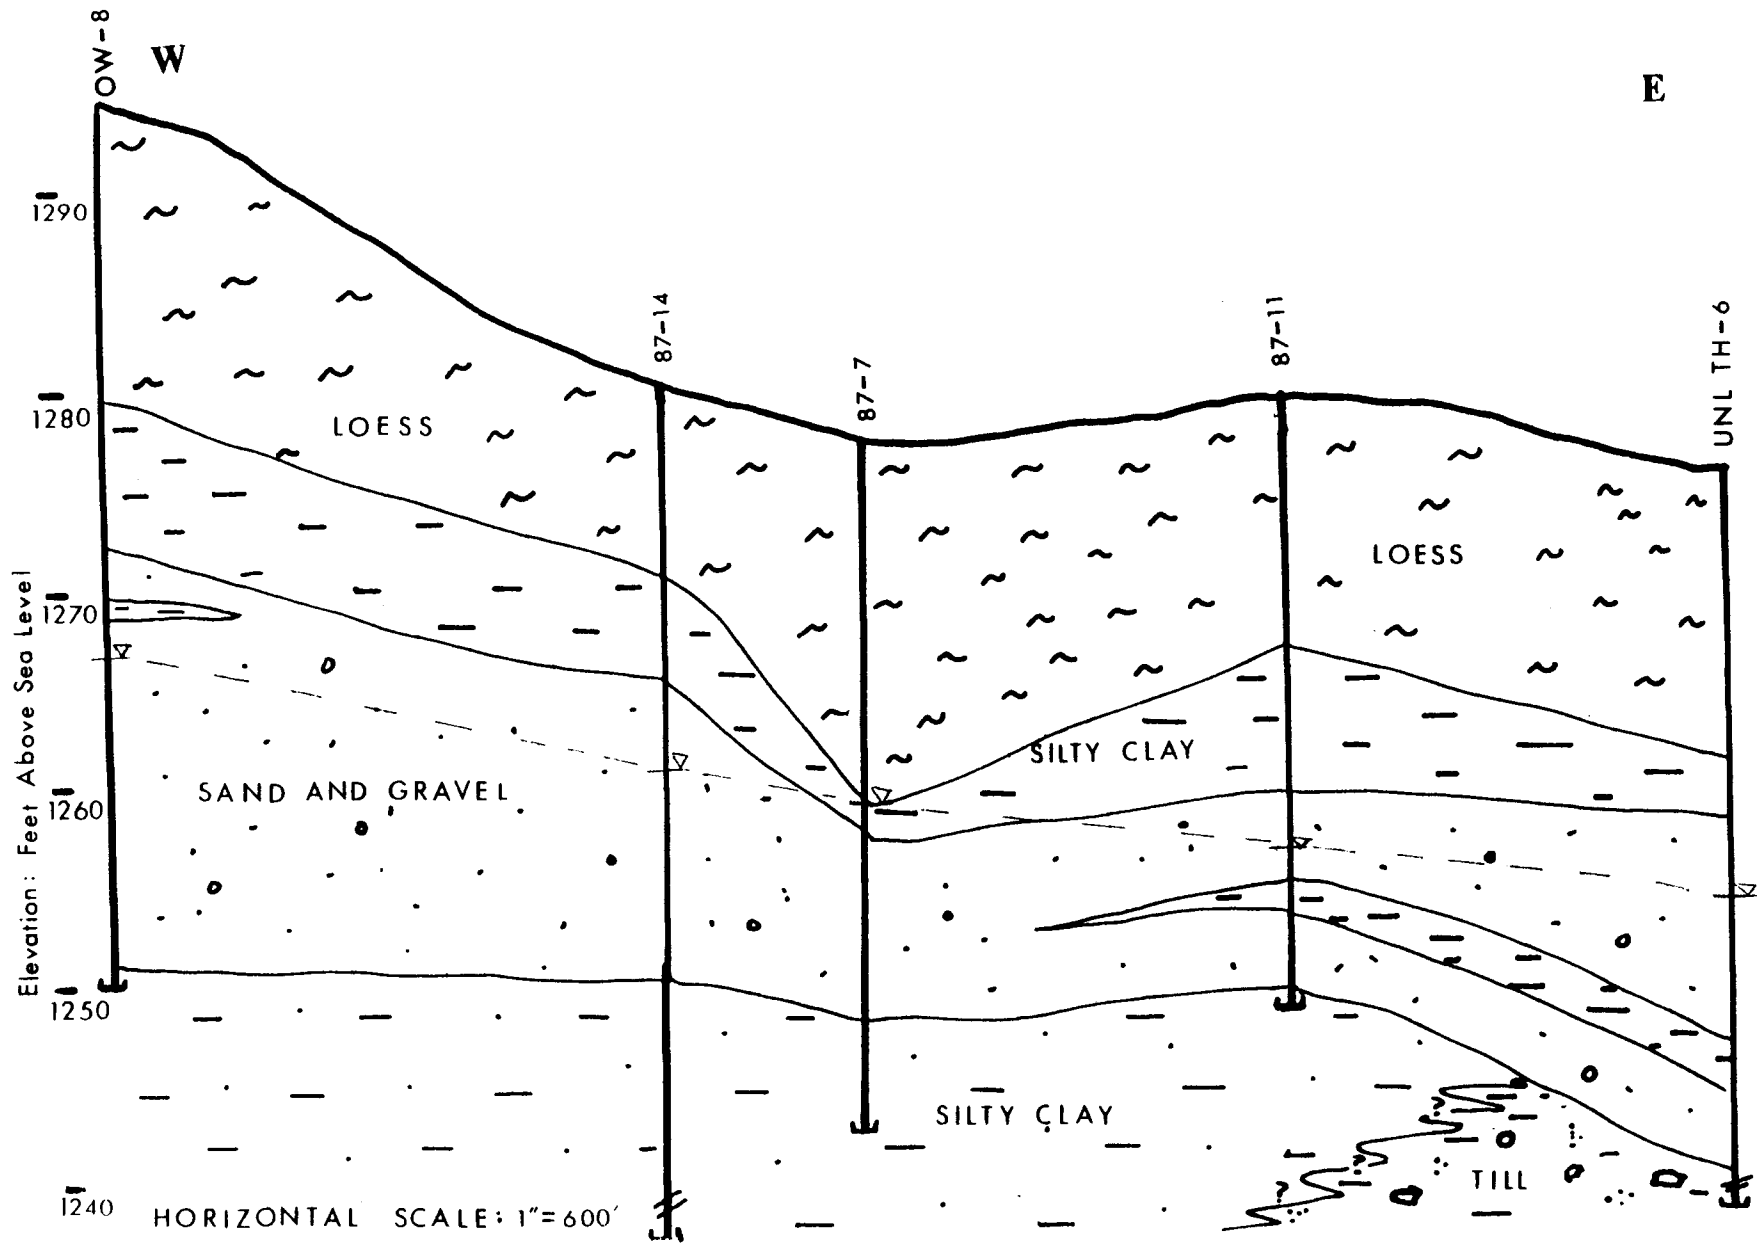 OW-8
W
E
1290
87-14
87-11
UNL TH-6
87-7
1280
LOESS
LOESS
1270
Elevation: Feet Above Sea Level
SILTY CLAY
SAND AND GRAVEL
1260
1250
SILTY CLAY
?
?
?
?
TILL
1240
HORIZONTAL SCALE: 1"=600'